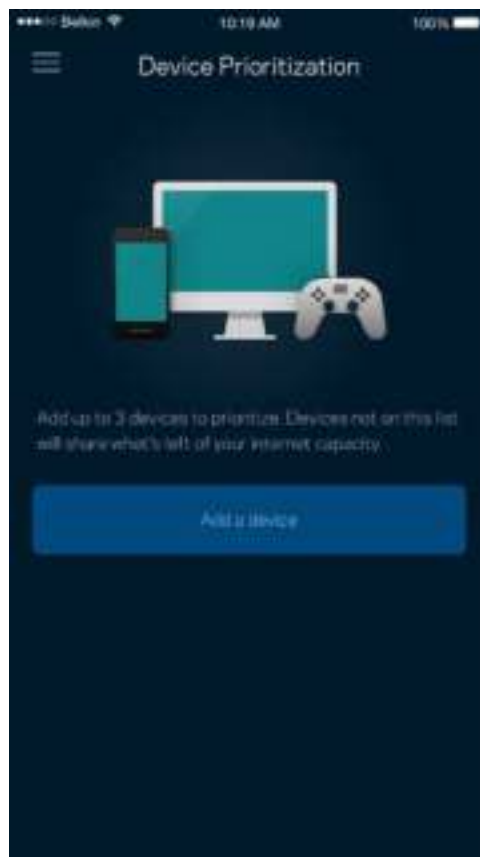 Belkin 10:19 AM 100%
Device Prioritization
Add up to 3 devices to prioritize. Devices not on this list
will share what's left of your internet capacity.
Add a device